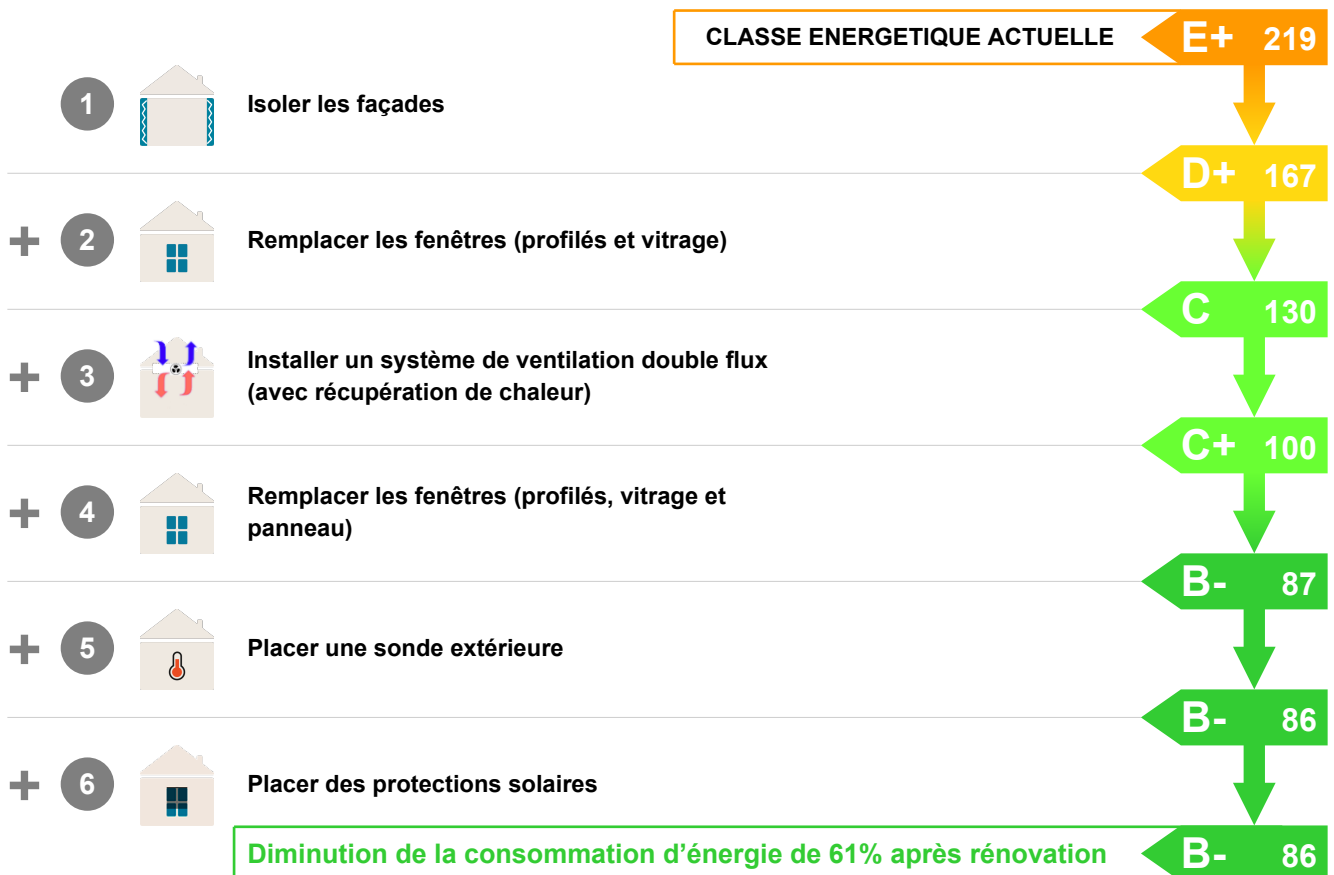 CLASSE ENERGETIQUE ACTUELLE E+ 219
1 Isoler les façades
D+ 167
+ 2 Remplacer les fenêtres (profilés et vitrage)
C 130
+ 3 Installer un système de ventilation double flux
(avec récupération de chaleur)
C+ 100
+ 4 Remplacer les fenêtres (profilés, vitrage et
panneau)
B- 87
+ 5 Placer une sonde extérieure
B- 86
+ 6 Placer des protections solaires
Diminution de la consommation d’énergie de 61% après rénovation B- 86